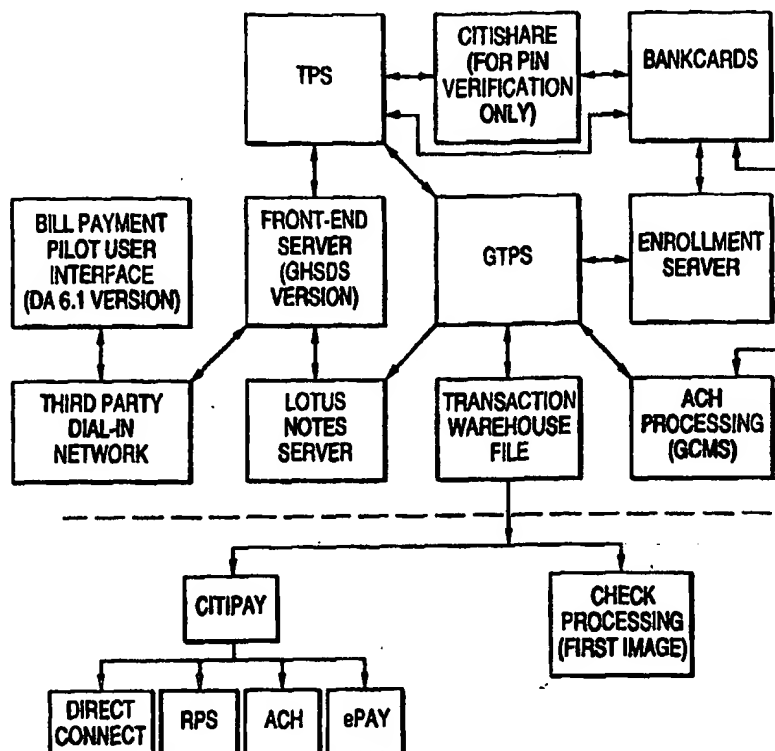 TPS
CITISHARE
(FOR PIN
VERIFICATION
ONLY)
BANKCARDS
BILL PAYMENT
PILOT USER
INTERFACE
(DA 6.1 VERSION)
FRONT-END
SERVER
(GHSDS
VERSION)
GTPS
ENROLLMENT
SERVER
THIRD PARTY
DIAL-IN
NETWORK
LOTUS
NOTES
SERVER
TRANSACTION
WAREHOUSE
FILE
ACH
PROCESSING
(GCMS)
CITIPAY
CHECK
PROCESSING
(FIRST IMAGE)
DIRECT
CONNECT
RPS
ACH
ePAY